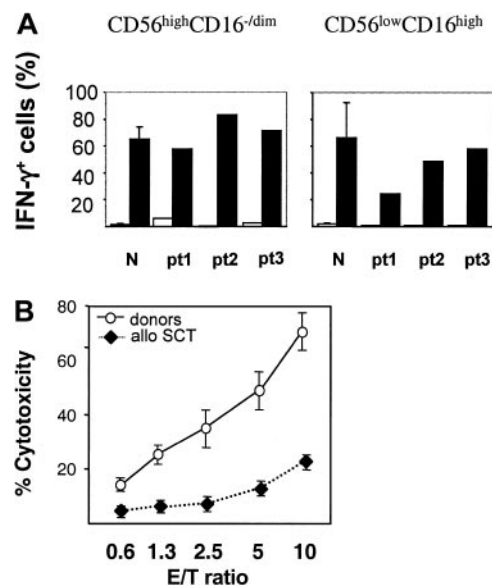 A
CD56highCD16-/dim CD56lowCD16high
IFN-γ+ cells (%)
100
80
60
40
20
N pt1 pt2 pt3 N pt1 pt2 pt3
B
80
60
40
20
% Cytotoxicity
donors
allo SCT
0.6 1.3 2.5 5 10
E/T ratio